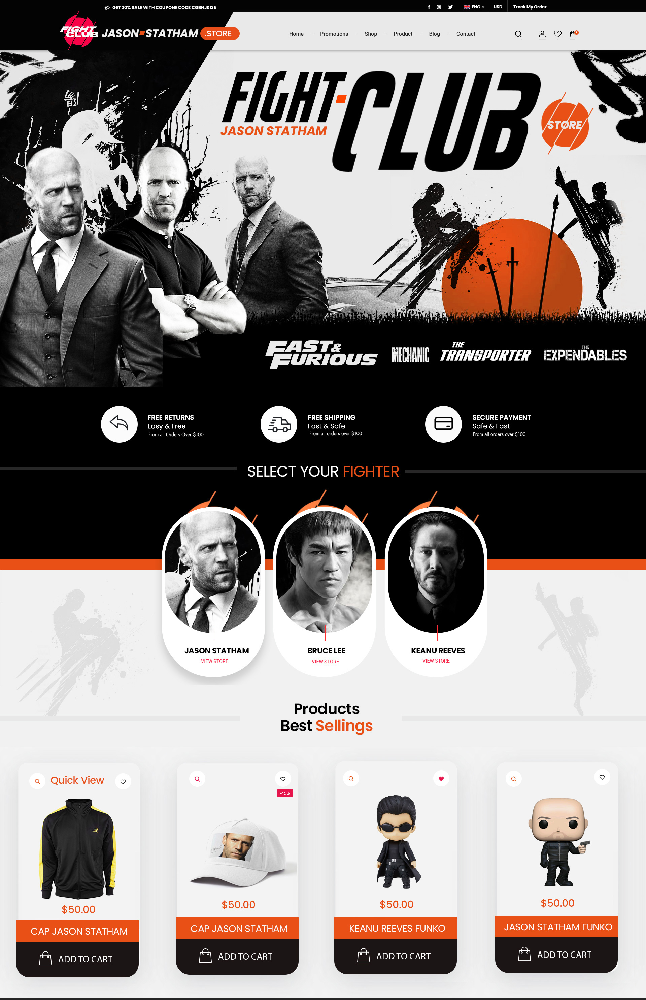 GET 20% SALE WITH COUPONE CODE CGBNJKI25
ENG
USD
Track My Order
FIGHT
CLUB
JASON-STATHAM .STORE
Home - Promotions - Shop - Product - Blog - Contact
2
FIGHT-CLUB
JASON STATHAM
STORE
FAST &
FURIOUS
THE
MECHANIC
THE
TRANSPORTER
THE
EXPENDABLES
FREE RETURNS
Easy & Free
From all Orders Over $100
FREE SHIPPING
Fast & Safe
From all orders over $100
SECURE PAYMENT
Safe & Fast
From all orders over $100
SELECT YOUR FIGHTER
JASON STATHAM
VIEW STORE
BRUCE LEE
VIEW STORE
KEANU REEVES
VIEW STORE
Products
Best Sellings
Quick View
$50.00
CAP JASON STATHAM
ADD TO CART
-45%
$50.00
CAP JASON STATHAM
ADD TO CART
$50.00
KEANU REEVES FUNKO
ADD TO CART
$50.00
JASON STATHAM FUNKO
ADD TO CART